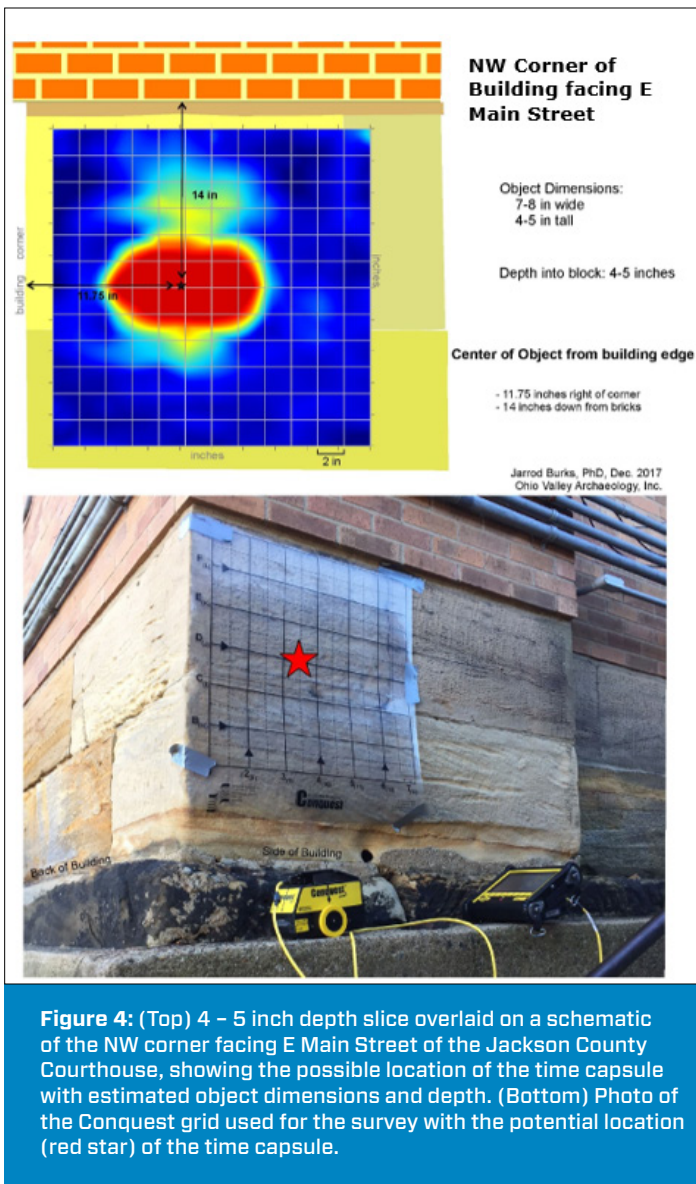 NW Corner of
Building facing E
Main Street
14 in
Object Dimensions:
7-8 in wide
4-5 in tall
building corner
inches
Depth into block: 4-5 inches
11.75 in
Center of Object from building edge
- 11.75 inches right of corner
- 14 inches down from bricks
inches
2 in
Jarrod Burks, PhD, Dec. 2017
Ohio Valley Archaeology, Inc.
F
E
D
C
B
Conquest
Back of Building
Side of Building
Conquest
Figure 4: (Top) 4 – 5 inch depth slice overlaid on a schematic
of the NW corner facing E Main Street of the Jackson County
Courthouse, showing the possible location of the time capsule
with estimated object dimensions and depth. (Bottom) Photo of
the Conquest grid used for the survey with the potential location
(red star) of the time capsule.